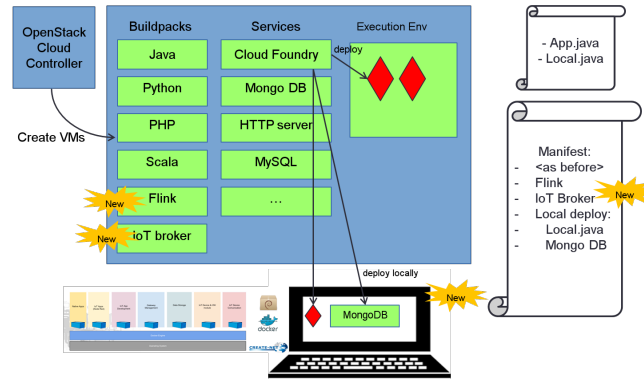 OpenStack
Cloud
Controller
Create VMs
Buildpacks
Java
Python
PHP
Scala
Flink
IoT broker
New
New
Services
Cloud Foundry
Mongo DB
HTTP server
MySQL
...
Execution Env
deploy
deploy locally
MongoDB
New
docker
CREATE-NET
- App.java
- Local.java
Manifest:
- <as before>
- Flink
- IoT Broker
- Local deploy:
- Local.java
- Mongo DB
New